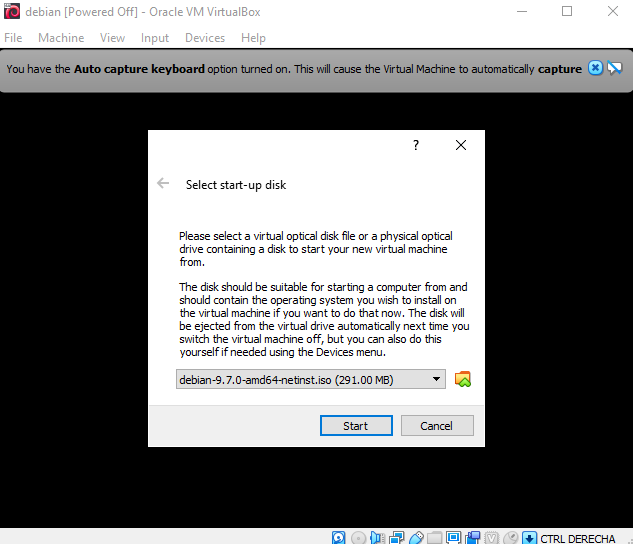 debian [Powered Off] - Oracle VM VirtualBox
File Machine View Input Devices Help
You have the Auto capture keyboard option turned on. This will cause the Virtual Machine to automatically capture
?
Select start-up disk
Please select a virtual optical disk file or a physical optical
drive containing a disk to start your new virtual machine
from.
The disk should be suitable for starting a computer from and
should contain the operating system you wish to install on
the virtual machine if you want to do that now. The disk will
be ejected from the virtual drive automatically next time you
switch the virtual machine off, but you can also do this
yourself if needed using the Devices menu.
debian-9.7.0-amd64-netinst.iso (291.00 MB)
Start Cancel
CTRL DERECHA